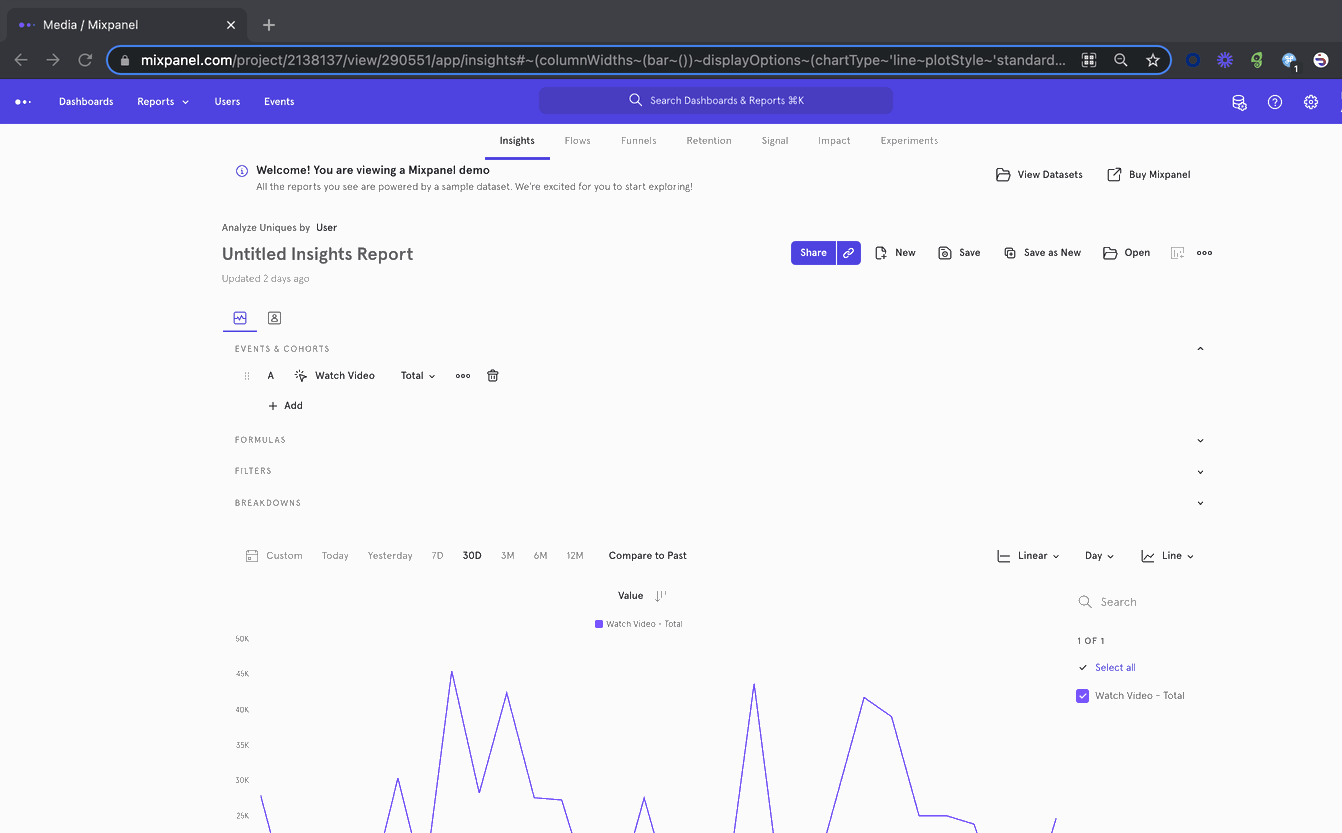 Media / Mixpanel
mixpanel.com/project/2138137/view/290551/app/insights#~(columnWidths~(bar~())~displayOptions~(chartType~'line~plotStyle~'standard...
1
Dashboards Reports Users Events
Search Dashboards & Reports ⌘K
Insights Flows Funnels Retention Signal Impact Experiments
Welcome! You are viewing a Mixpanel demo
All the reports you see are powered by a sample dataset. We're excited for you to start exploring!
View Datasets Buy Mixpanel
Analyze Uniques by User
Untitled Insights Report
Share New Save Save as New Open
Updated 2 days ago
EVENTS & COHORTS
A Watch Video Total
+ Add
FORMULAS
FILTERS
BREAKDOWNS
Custom Today Yesterday 7D 30D 3M 6M 12M Compare to Past
Linear Day Line
Value
Watch Video - Total
50K
45K
40K
35K
30K
25K
Search
1 OF 1
Select all
Watch Video - Total